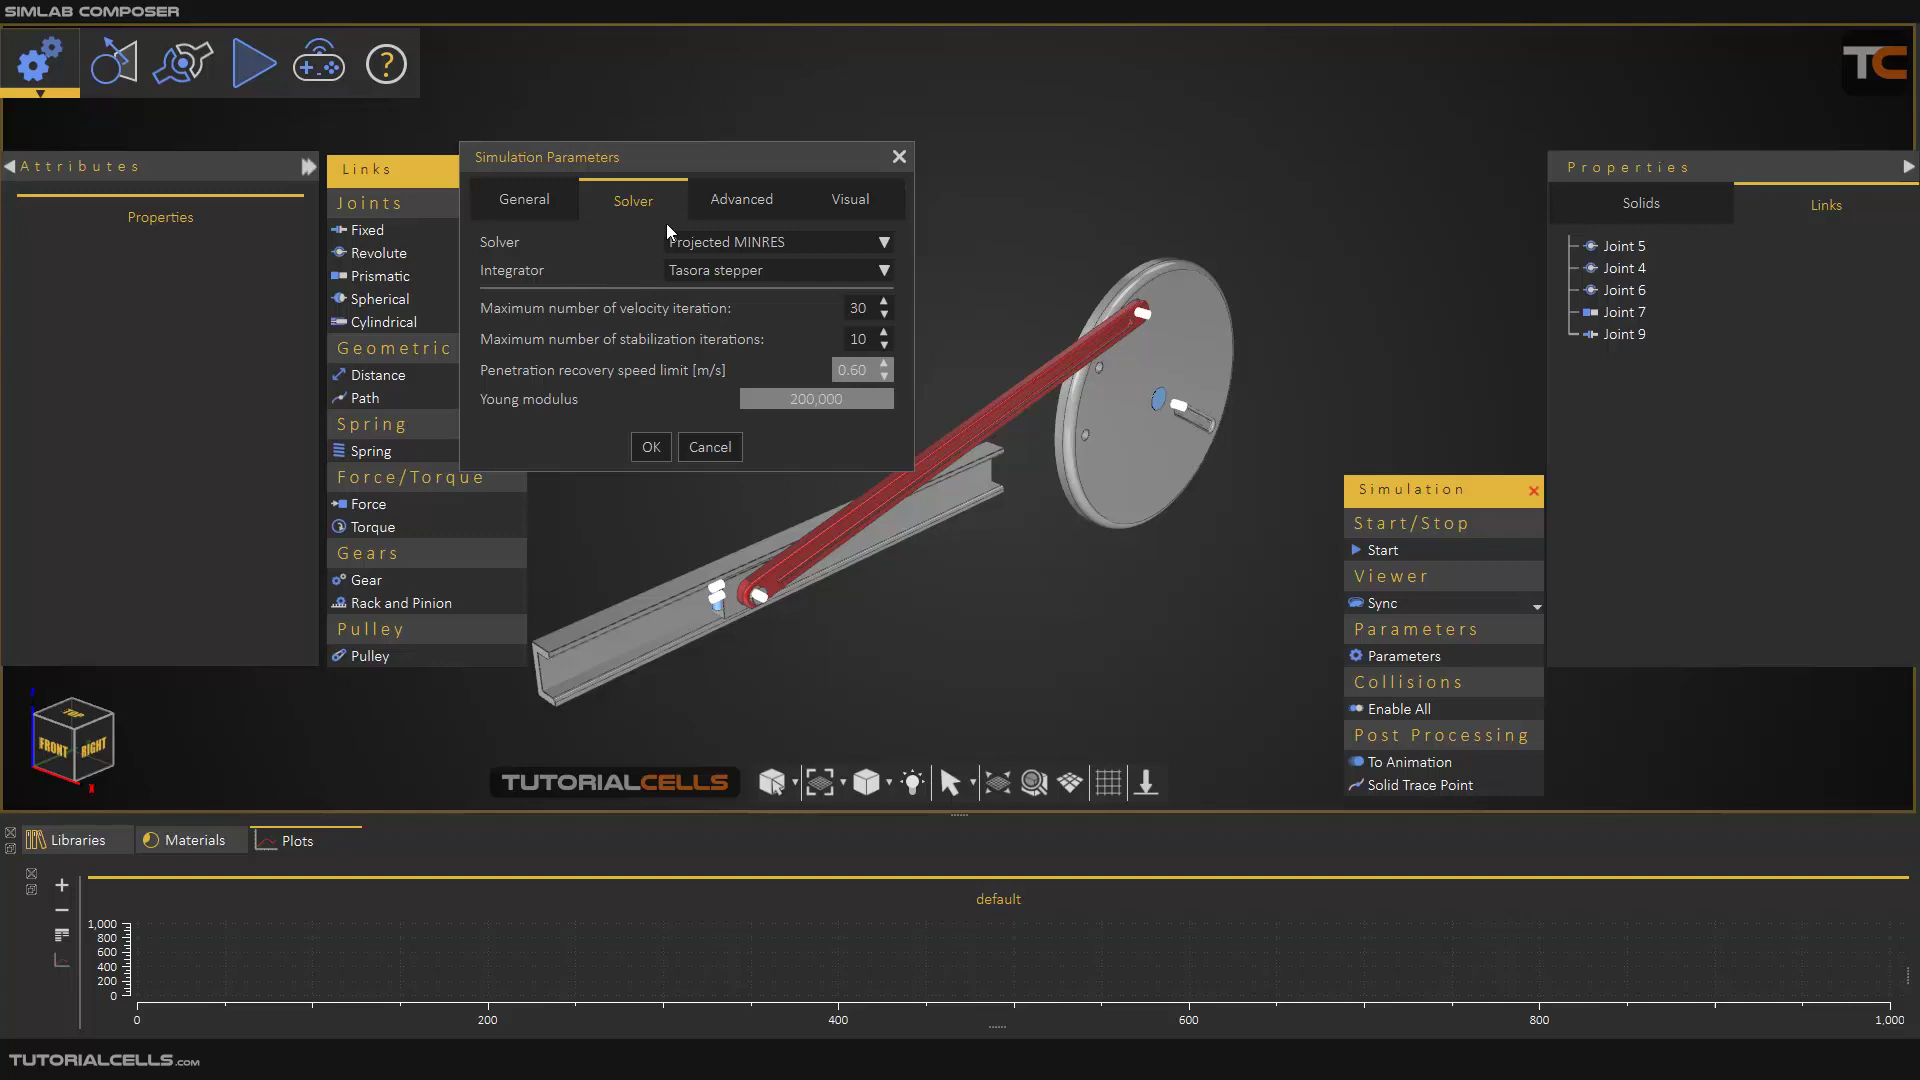 SIMLAB COMPOSER
?
TC
Attributes
Properties
Links
Joints
Fixed
Revolute
Prismatic
Spherical
Cylindrical
Geometric
Distance
Path
Spring
Spring
Force/Torque
Force
Torque
Gears
Gear
Rack and Pinion
Pulley
Pulley
Simulation Parameters
General
Solver
Advanced
Visual
Solver
Projected MINRES
Integrator
Tasora stepper
Maximum number of velocity iteration: 30
Maximum number of stabilization iterations: 10
Penetration recovery speed limit [m/s] 0.60
Young modulus 200,000
OK
Cancel
Properties
Solids
Links
Joint 5
Joint 4
Joint 6
Joint 7
Joint 9
Simulation
Start/Stop
Start
Viewer
Sync
Parameters
Parameters
Collisions
Enable All
Post Processing
To Animation
Solid Trace Point
TOP
FRONT
RIGHT
x
TUTORIALCELLS
Libraries
Materials
Plots
default
1,000
800
600
400
200
0
0 200 400 600 800 1,000
TUTORIALCELLS.com